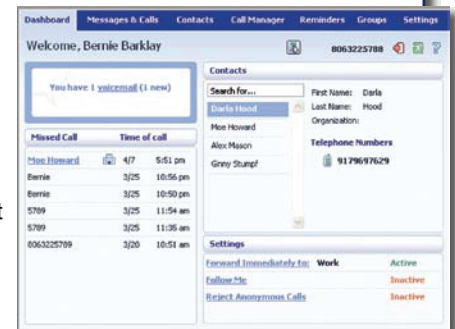 Dashboard Messages & Calls Contacts Call Manager Reminders Groups Settings
Welcome, Bernie Barklay 8063225788
You have 1 voicemail (1 new)
Missed Call Time of call
Moe Howard 4/7 5:51 pm
Bernie 3/25 10:56 pm
Bernie 3/25 10:50 pm
5789 3/25 11:54 am
5789 3/25 11:35 am
8063225789 3/20 10:51 am
Contacts
Search for...
Darla Hood
Moe Howard
Alex Mason
Ginny Stumpf
First Name: Darla
Last Name: Hood
Organization:
Telephone Numbers
9179697629
Settings
Forward Immediately to: Work Active
Follow Me Inactive
Reject Anonymous Calls Inactive
t